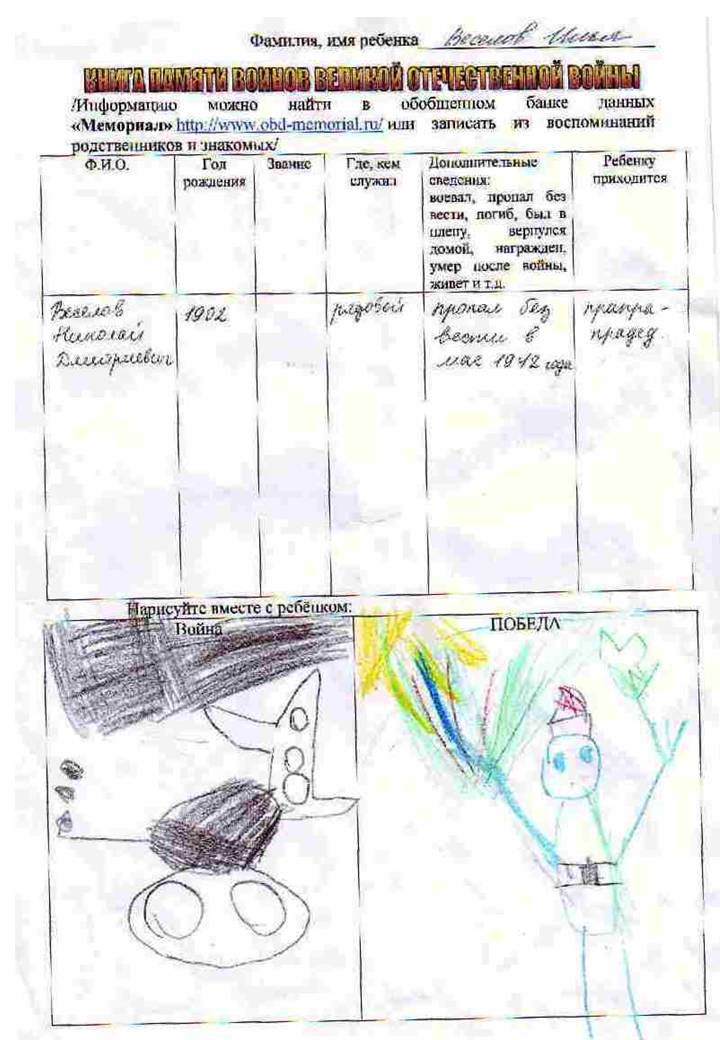 Фамилия, имя ребенка Веселов Илья
КНИГА ПАМЯТИ ВОИНОВ ВЕЛИКОЙ ОТЕЧЕСТВЕННОЙ ВОЙНЫ
/Информацию можно найти в обобщенном банке данных
«Мемориал» http://www.obd-memorial.ru/ или записать из воспоминаний
родственников и знакомых/
Ф.И.О.
Год
рождения
Звание
Где, кем
служил
Дополнительные
сведения:
воевал, пропал без
вести, погиб, был в
плену, вернулся
домой, награжден,
умер после войны,
живет и т.д.
Ребенку
приходится
Веселов
Николай
Дмитриевич
1902
рядовой
пропал без
вести в
мае 1942 года
прапра-
прадед.
Нарисуйте вместе с ребёнком:
Война
ПОБЕДА